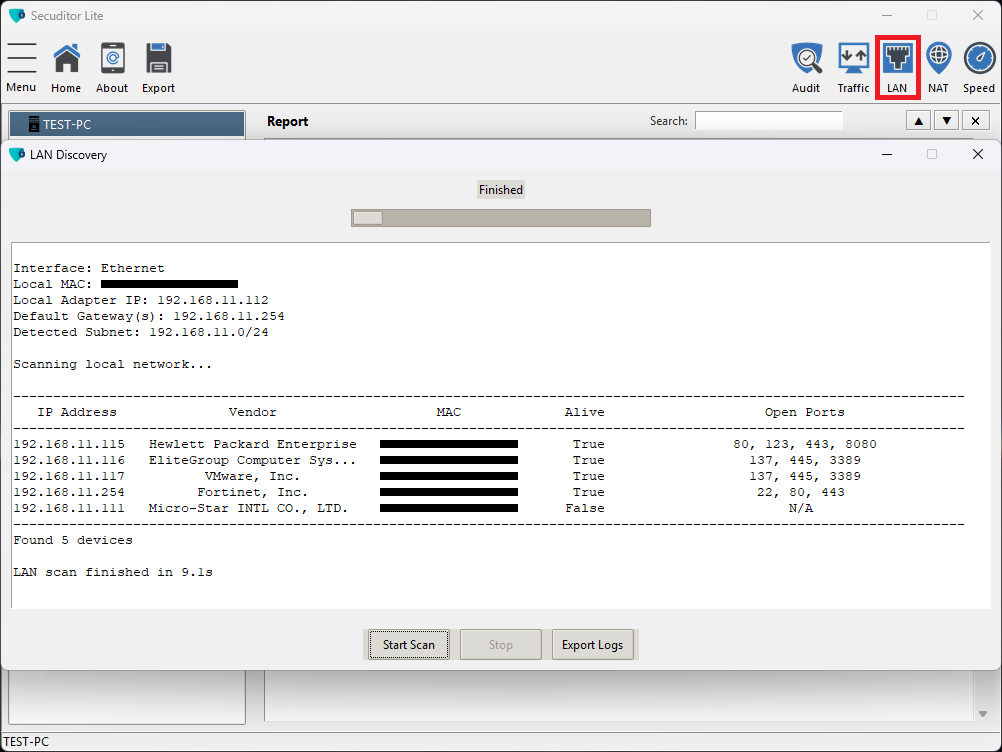 Secuditor Lite
Menu Home About Export Audit Traffic LAN NAT Speed
TEST-PC Report Search:
LAN Discovery
Finished
Interface: Ethernet
Local MAC:
Local Adapter IP: 192.168.11.112
Default Gateway(s): 192.168.11.254
Detected Subnet: 192.168.11.0/24
Scanning local network...
IP Address Vendor MAC Alive Open Ports
192.168.11.115 Hewlett Packard Enterprise True 80, 123, 443, 8080
192.168.11.116 EliteGroup Computer Sys... True 137, 445, 3389
192.168.11.117 VMware, Inc. True 137, 445, 3389
192.168.11.254 Fortinet, Inc. True 22, 80, 443
192.168.11.111 Micro-Star INTL CO., LTD. False N/A
Found 5 devices
LAN scan finished in 9.1s
Start Scan Stop Export Logs
TEST-PC